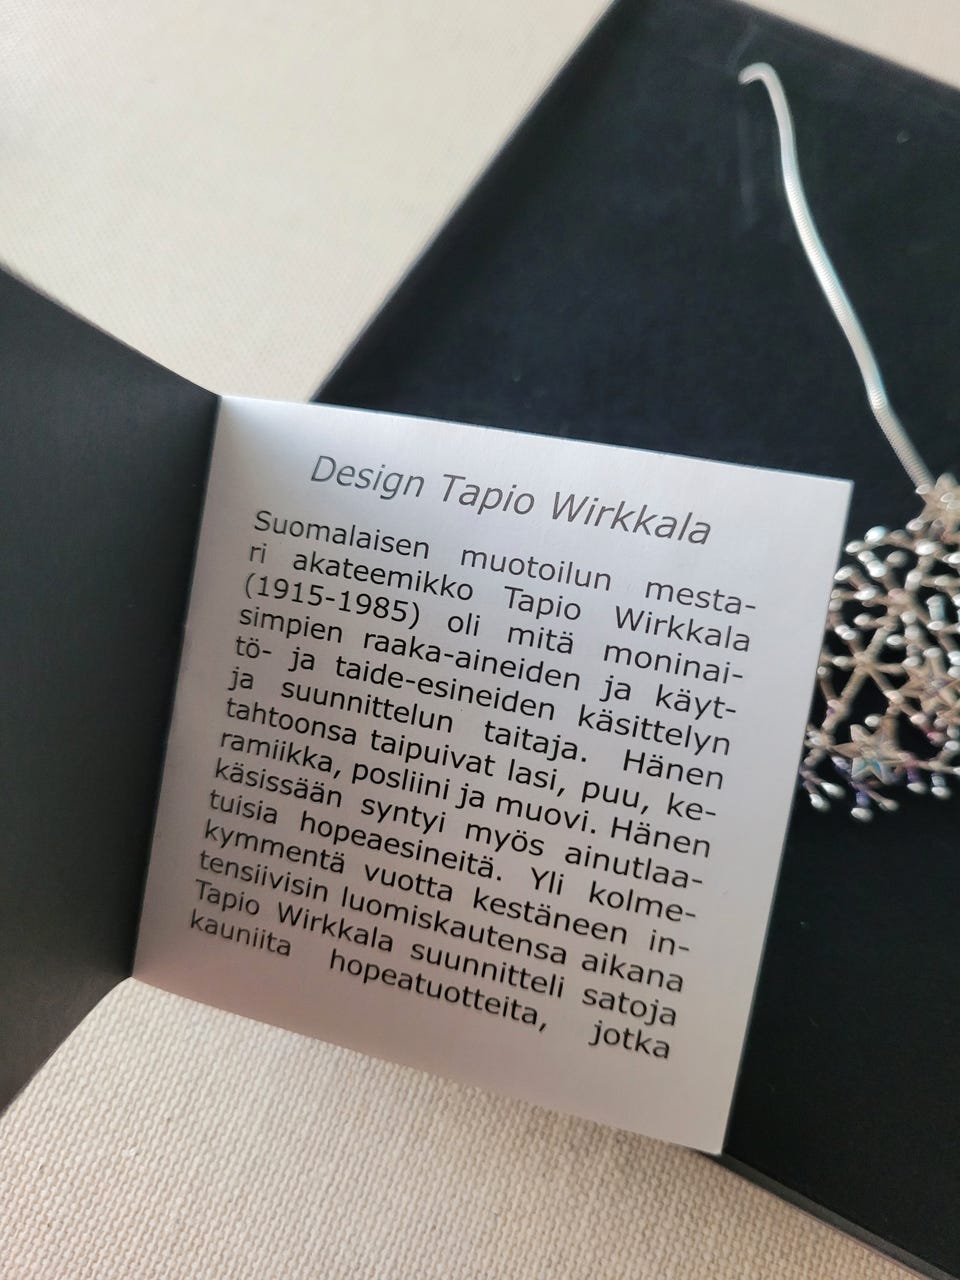 Design Tapio Wirkkala
Suomalaisen muotoilun mesta-
ri akateemikko Tapio Wirkkala
(1915-1985) oli mitä moninai-
simpien raaka-aineiden ja käyt-
tö- ja taide-esineiden käsittelyn
ja suunnittelun taitaja. Hänen
tahtoonsa taipuivat lasi, puu, ke-
ramiikka, posliini ja muovi. Hänen
käsissään syntyi myös ainutlaa-
tuisia hopeaesineitä. Yli kolme-
kymmentä vuotta kestäneen in-
tensiivisin luomiskautensa aikana
Tapio Wirkkala suunnitteli satoja
kauniita hopeatuotteita, jotka